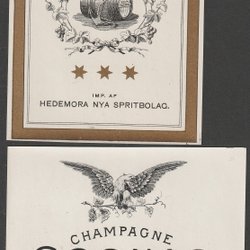 IMP. AF
HEDEMORA NYA SPRITBOLAG.
CHAMPAGNE